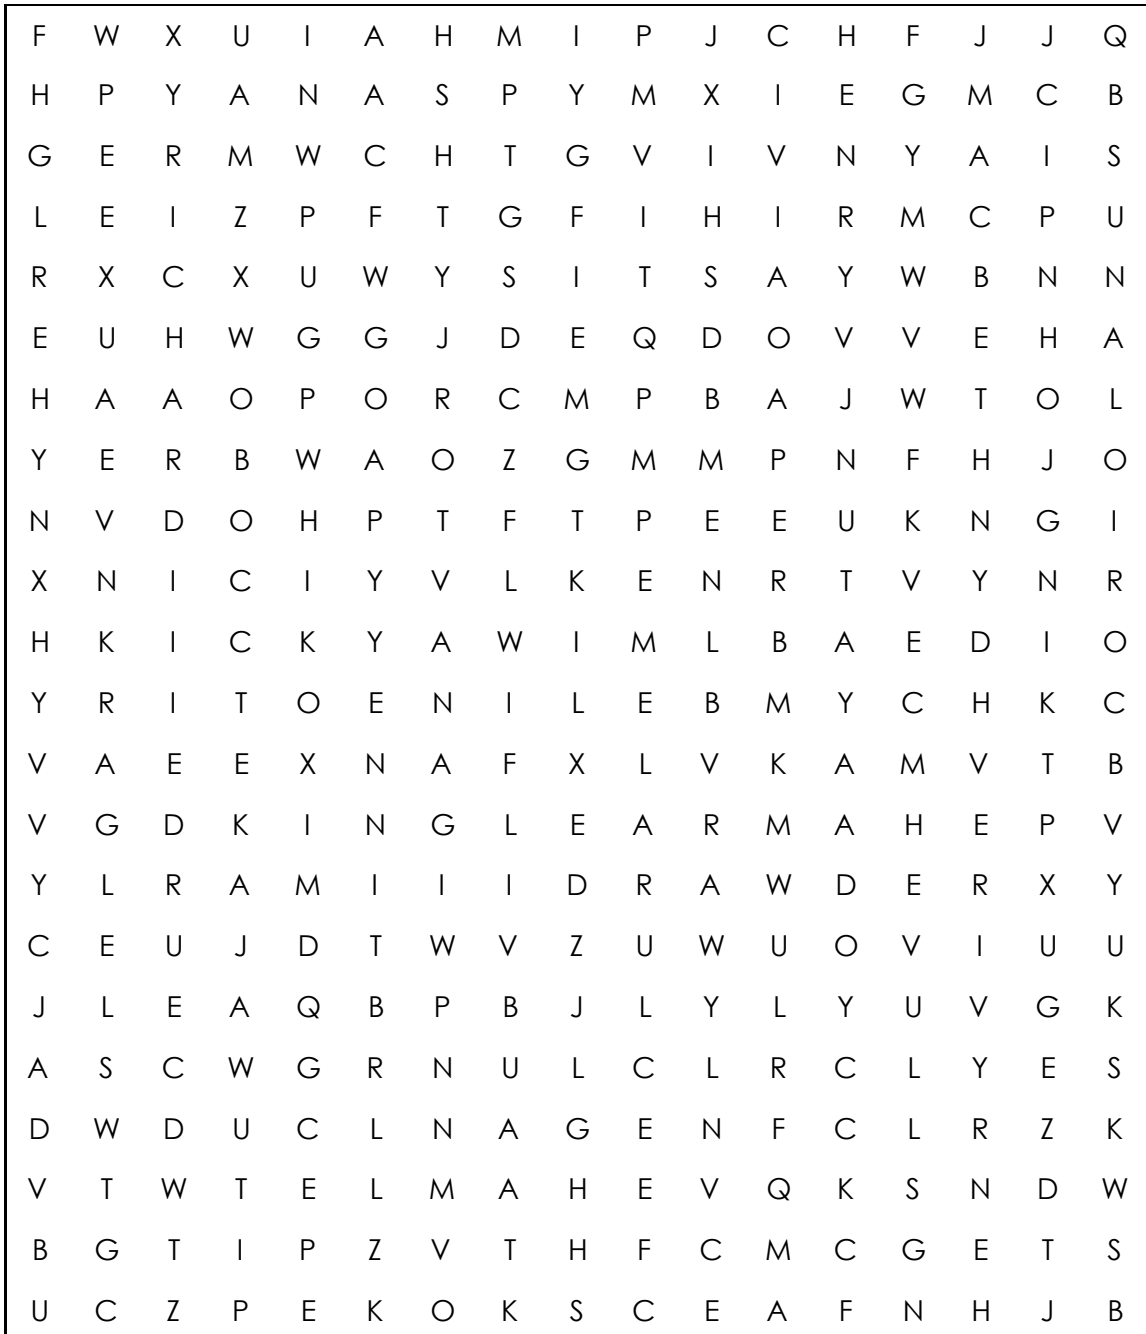 F W X U I A H M I P J C H F J J Q
H P Y A N A S P Y M X I E G M C B
G E R M W C H T G V I V N Y A I S
L E I Z P F T G F I H I R M C P U
R X C X U W Y S I T S A Y W B N N
E U H W G G J D E Q D O V V E H A
H A A O P O R C M P B A J W T O L
Y E R B W A O Z G M M P N F H J O
N V D O H P T F T P E E U K N G I
X N I C I Y V L K E N R T V Y N R
H K I C K Y A W I M L B A E D I O
Y R I T O E N I L E B M Y C H K C
V A E E X N A F X L V K A M V T B
V G D K I N G L E A R M A H E P V
Y L R A M I I I D R A W D E R X Y
C E U J D T W V Z U W U O V I U U
J L E A Q B P B J L Y L Y U V G K
A S C W G R N U L C L R C L Y E S
D W D U C L N A G E N F C L R Z K
V T W T E L M A H E V Q K S N D W
B G T I P Z V T H F C M C G E T S
U C Z P E K O K S C E A F N H J B